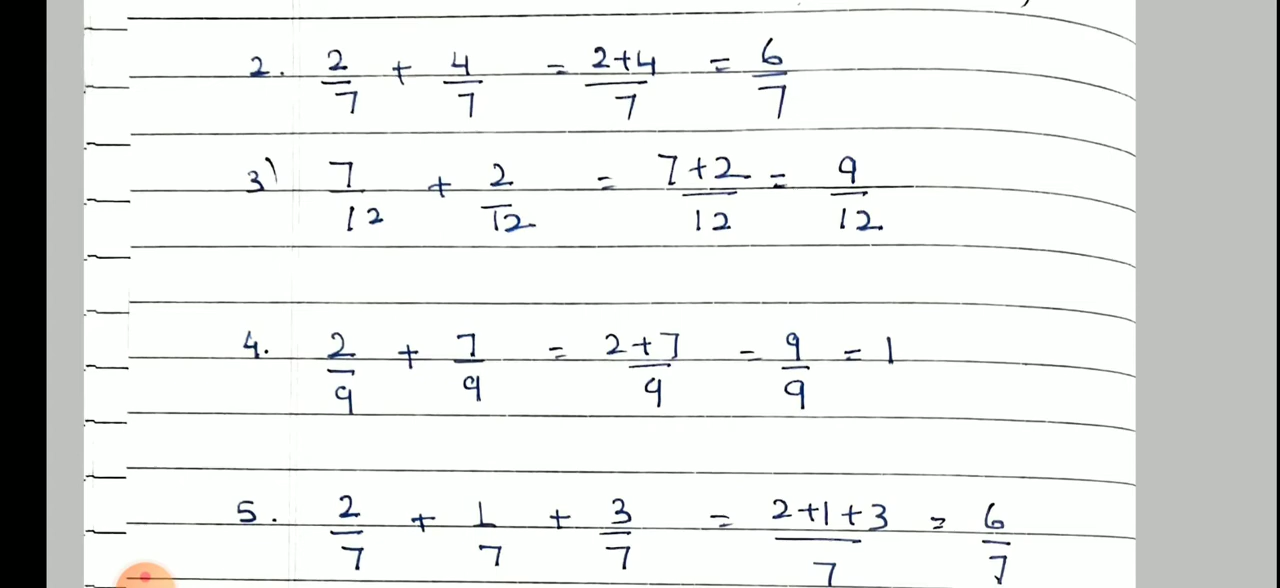 2. 2/7 + 4/7 = 2+4/7 = 6/7
3) 7/12 + 2/12 = 7+2/12 = 9/12
4. 2/9 + 7/9 = 2+7/9 = 9/9 = 1
5. 2/7 + 1/7 + 3/7 = 2+1+3/7 = 6/7